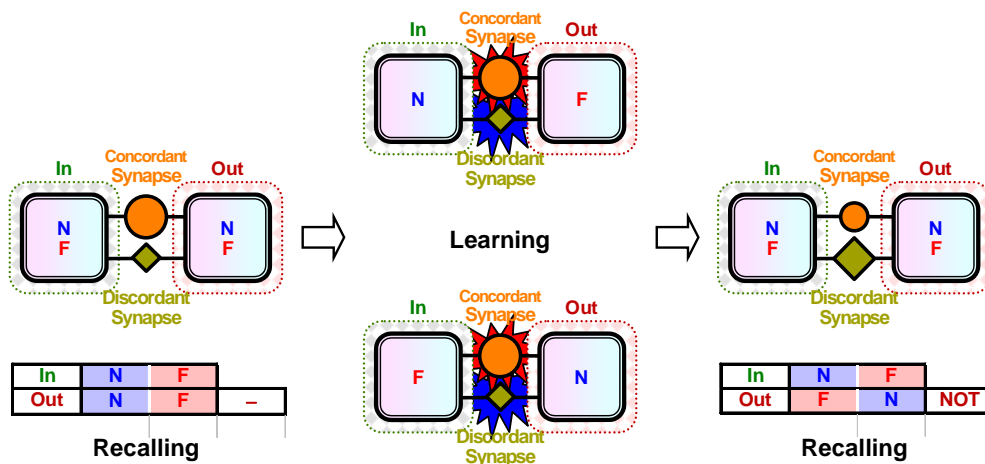 In
Concordant
Synapse
Out
N
F
N
F
Discordant
Synapse
In
N
F
Out
N
F
–
Recalling
In
Concordant
Synapse
Out
N
F
Discordant
Synapse
Learning
In
Concordant
Synapse
Out
F
N
Discordant
Synapse
In
Concordant
Synapse
Out
N
F
N
F
Discordant
Synapse
In
N
F
Out
F
N
NOT
Recalling